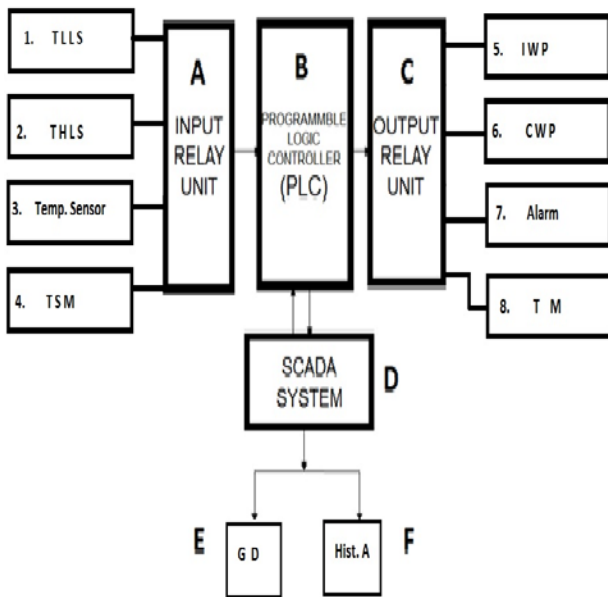 1. TLLS
2. THLS
3. Temp. Sensor
4. TSM
A
INPUT
RELAY
UNIT
B
PROGRAMMBLE
LOGIC
CONTROLLER
(PLC)
C
OUTPUT
RELAY
UNIT
5. IWP
6. CWP
7. Alarm
8. T M
SCADA
SYSTEM
D
E
G D
Hist. A
F